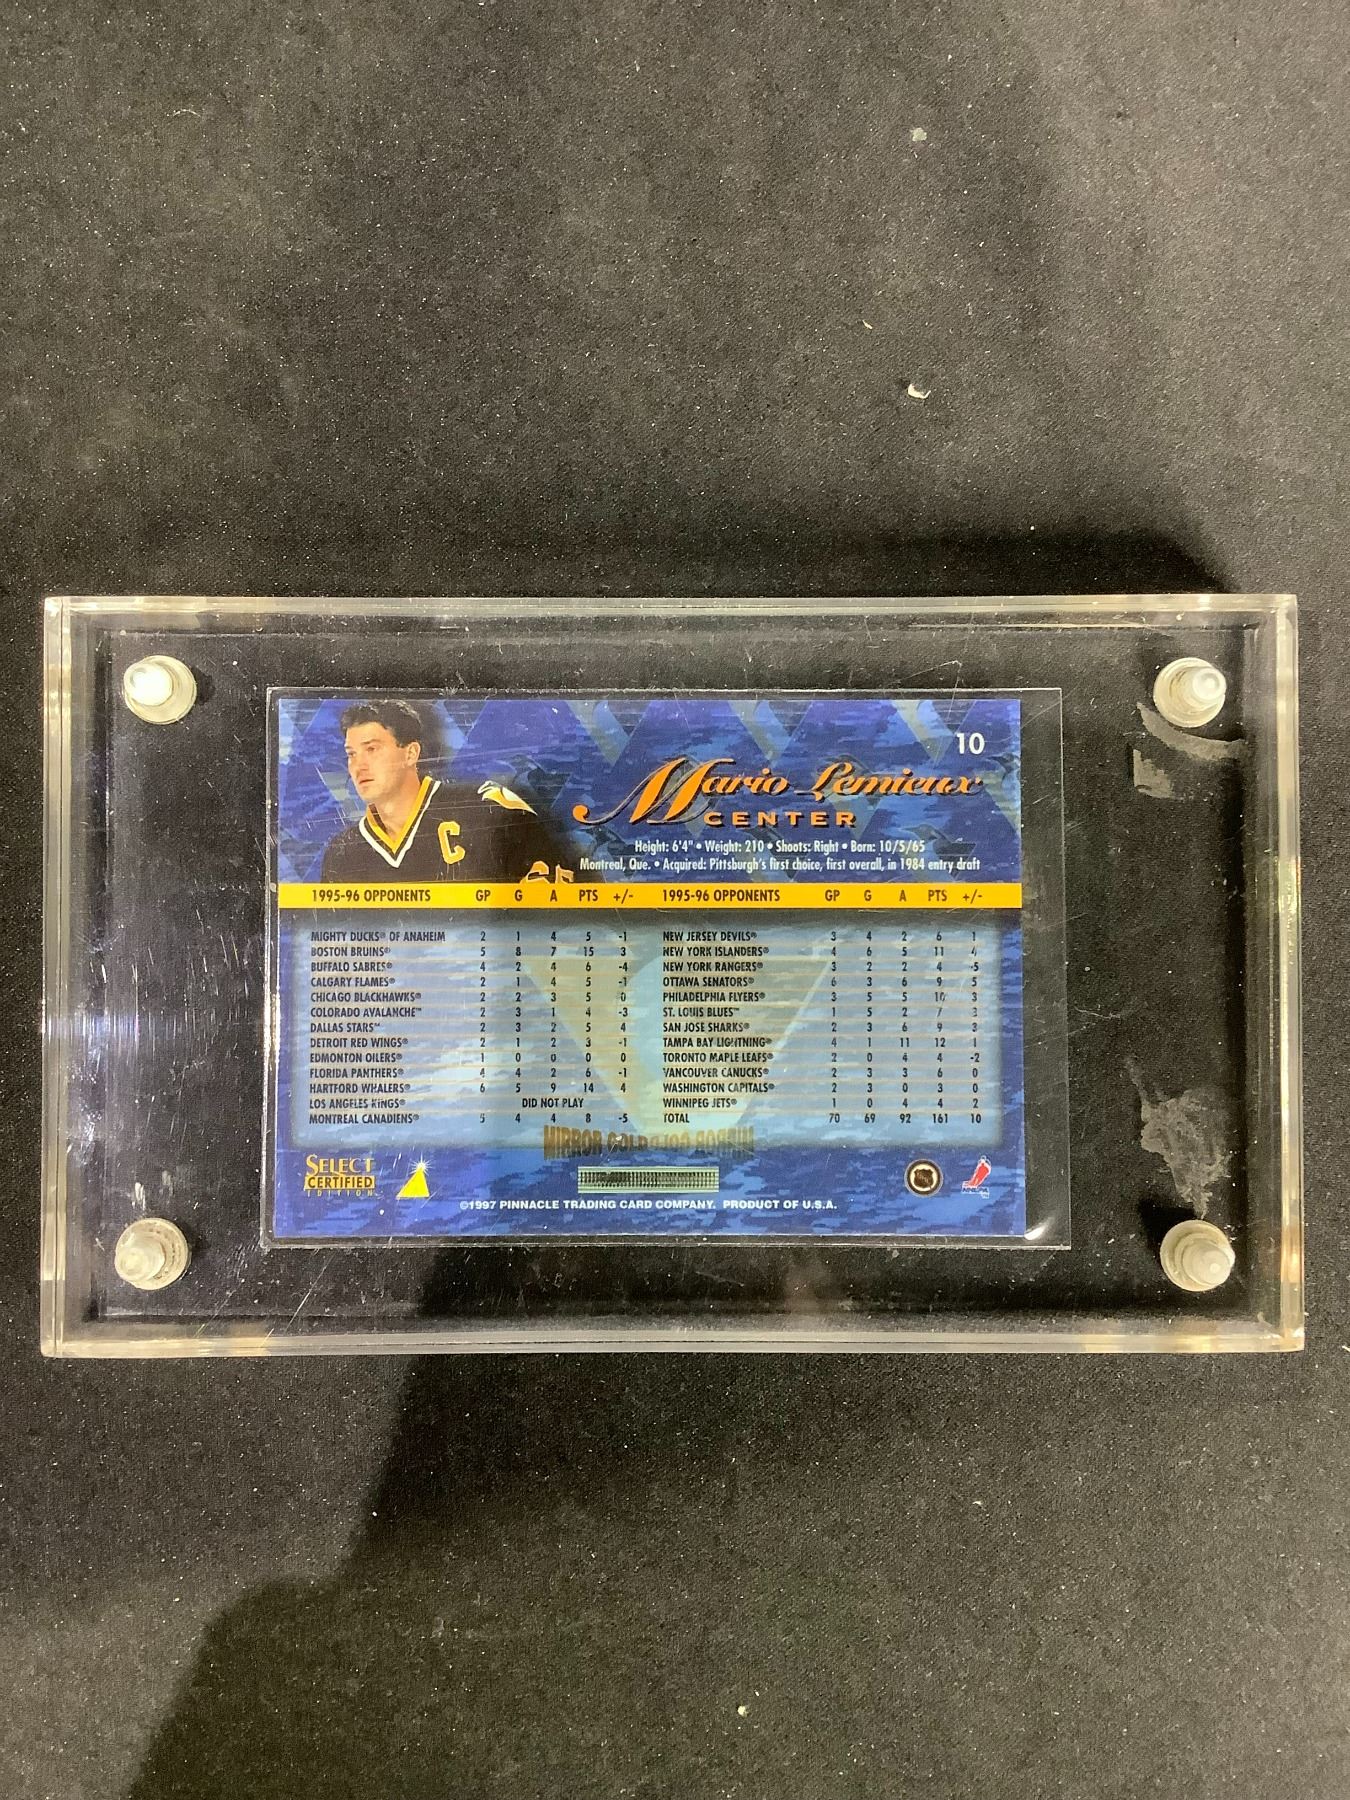 10
Mario Lemieux
CENTER
Height: 6'4" • Weight: 210 • Shoots: Right • Born: 10/5/65
Montreal, Que. • Acquired: Pittsburgh's first choice, first overall, in 1984 entry draft
C
1995-96 OPPONENTS GP G A PTS +/-
MIGHTY DUCKS® OF ANAHEIM 2 1 4 5 -1
BOSTON BRUINS® 5 8 7 15 3
BUFFALO SABRES® 4 2 4 6 -4
CALGARY FLAMES® 2 1 4 5 -1
CHICAGO BLACKHAWKS® 2 2 3 5 0
COLORADO AVALANCHE™ 2 3 1 4 -3
DALLAS STARS™ 2 3 2 5 4
DETROIT RED WINGS® 2 1 2 3 -1
EDMONTON OILERS® 1 0 0 0 0
FLORIDA PANTHERS® 4 4 2 6 -1
HARTFORD WHALERS® 6 5 9 14 4
LOS ANGELES KINGS® DID NOT PLAY
MONTREAL CANADIENS® 5 4 4 8 -5
1995-96 OPPONENTS GP G A PTS +/-
NEW JERSEY DEVILS® 3 4 2 6 1
NEW YORK ISLANDERS® 4 6 5 11 4
NEW YORK RANGERS® 3 2 2 4 -5
OTTAWA SENATORS® 6 3 6 9 5
PHILADELPHIA FLYERS® 3 5 5 10 3
ST. LOUIS BLUES™ 1 5 2 7 3
SAN JOSE SHARKS® 2 3 6 9 3
TAMPA BAY LIGHTNING® 4 1 11 12 1
TORONTO MAPLE LEAFS® 2 0 4 4 -2
VANCOUVER CANUCKS® 2 3 3 6 0
WASHINGTON CAPITALS® 2 3 0 3 0
WINNIPEG JETS® 1 0 4 4 2
TOTAL 70 69 92 161 10
MIRROR GOLD
SELECT
CERTIFIED
EDITION
©1997 PINNACLE TRADING CARD COMPANY. PRODUCT OF U.S.A.